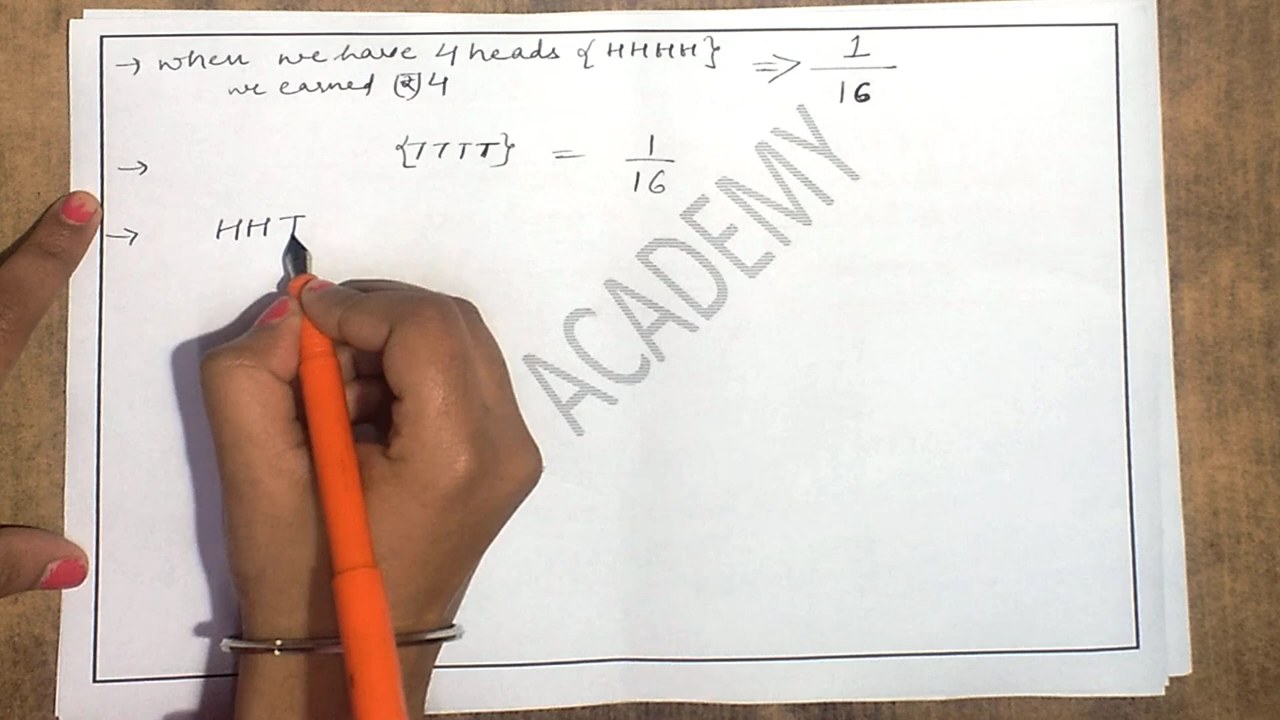 → when we have 4 heads {HHHH} ⇒ 1/16
we earned (₹) 4
→ {TTTT} = 1/16
→ HHT
ACADEMY